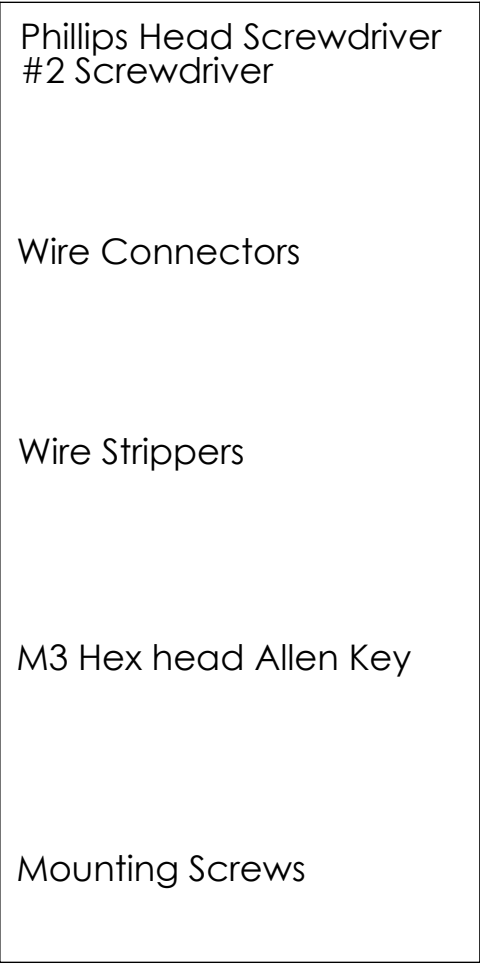 Phillips Head Screwdriver
#2 Screwdriver
Wire Connectors
Wire Strippers
M3 Hex head Allen Key
Mounting Screws